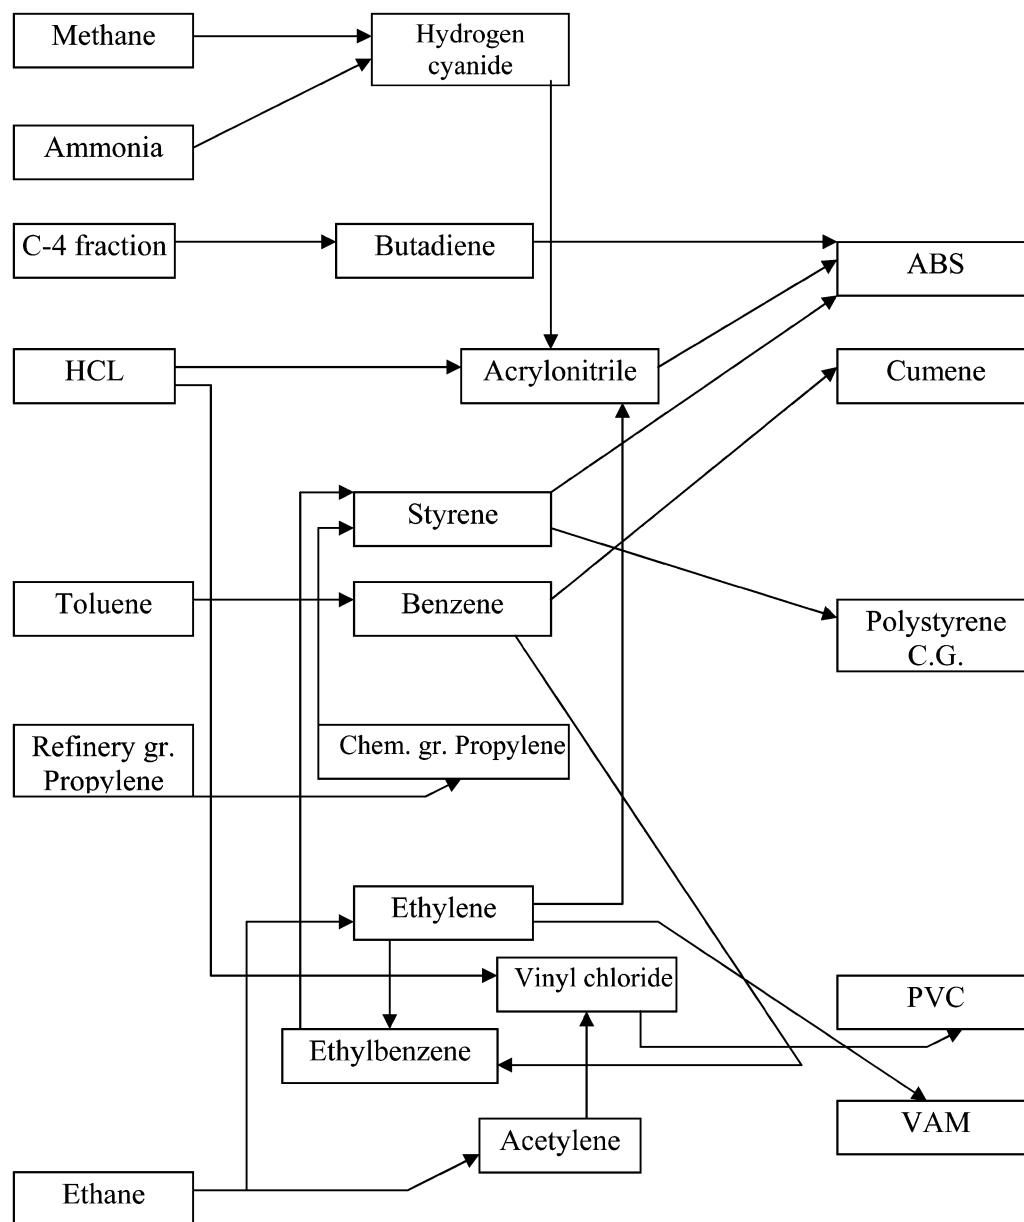 Methane
Hydrogen
cyanide
Ammonia
C-4 fraction
Butadiene
ABS
HCL
Acrylonitrile
Cumene
Styrene
Toluene
Benzene
Polystyrene
C.G.
Refinery gr.
Propylene
Chem. gr. Propylene
Ethylene
Vinyl chloride
PVC
Ethylbenzene
VAM
Acetylene
Ethane